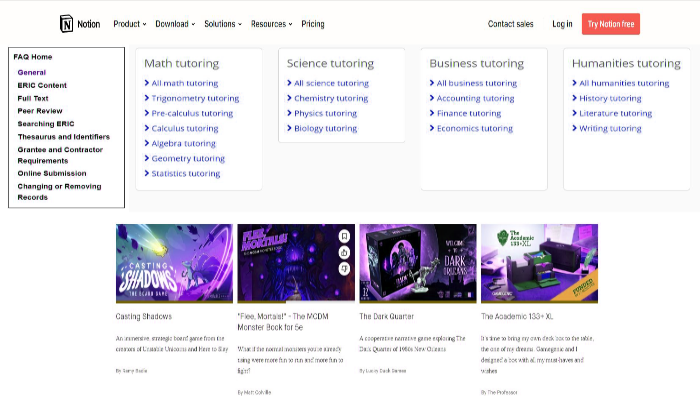 Notion
Product
Download
Solutions
Resources
Pricing
Contact sales
Log in
Try Notion free
FAQ Home
General
ERIC Content
Full Text
Peer Review
Searching ERIC
Thesaurus and Identifiers
Grantee and Contractor
Requirements
Online Submission
Changing or Removing
Records
Math tutoring
All math tutoring
Trigonometry tutoring
Pre-calculus tutoring
Calculus tutoring
Algebra tutoring
Geometry tutoring
Statistics tutoring
Science tutoring
All science tutoring
Chemistry tutoring
Physics tutoring
Biology tutoring
Business tutoring
All business tutoring
Accounting tutoring
Finance tutoring
Economics tutoring
Humanities tutoring
All humanities tutoring
History tutoring
Literature tutoring
Writing tutoring
CASTING
SHADOWS
THE BOARD GAME
Casting Shadows
An immersive, strategic board game from the
creators of Unstable Unicorns and Here to Slay
By Ramy Badie
FLEE,
MORTALS!
"Flee, Mortals!" - The MCDM
Monster Book for 5e
What if the normal monsters you're already
using were more fun to run and more fun to
fight?
By Matt Colville
WELCOME
TO
DARK
ORLEANS
The Dark Quarter
A cooperative narrative game exploring The
Dark Quarter of 1980s New Orleans
By Lucky Duck Games
The
Academic
133+ XL
FUNDED
The Academic 133+ XL
It's time to bring my own deck box to the table,
the one of my dreams. Gamegenic and I
designed a box with all my must-haves and
wishes
By The Professor